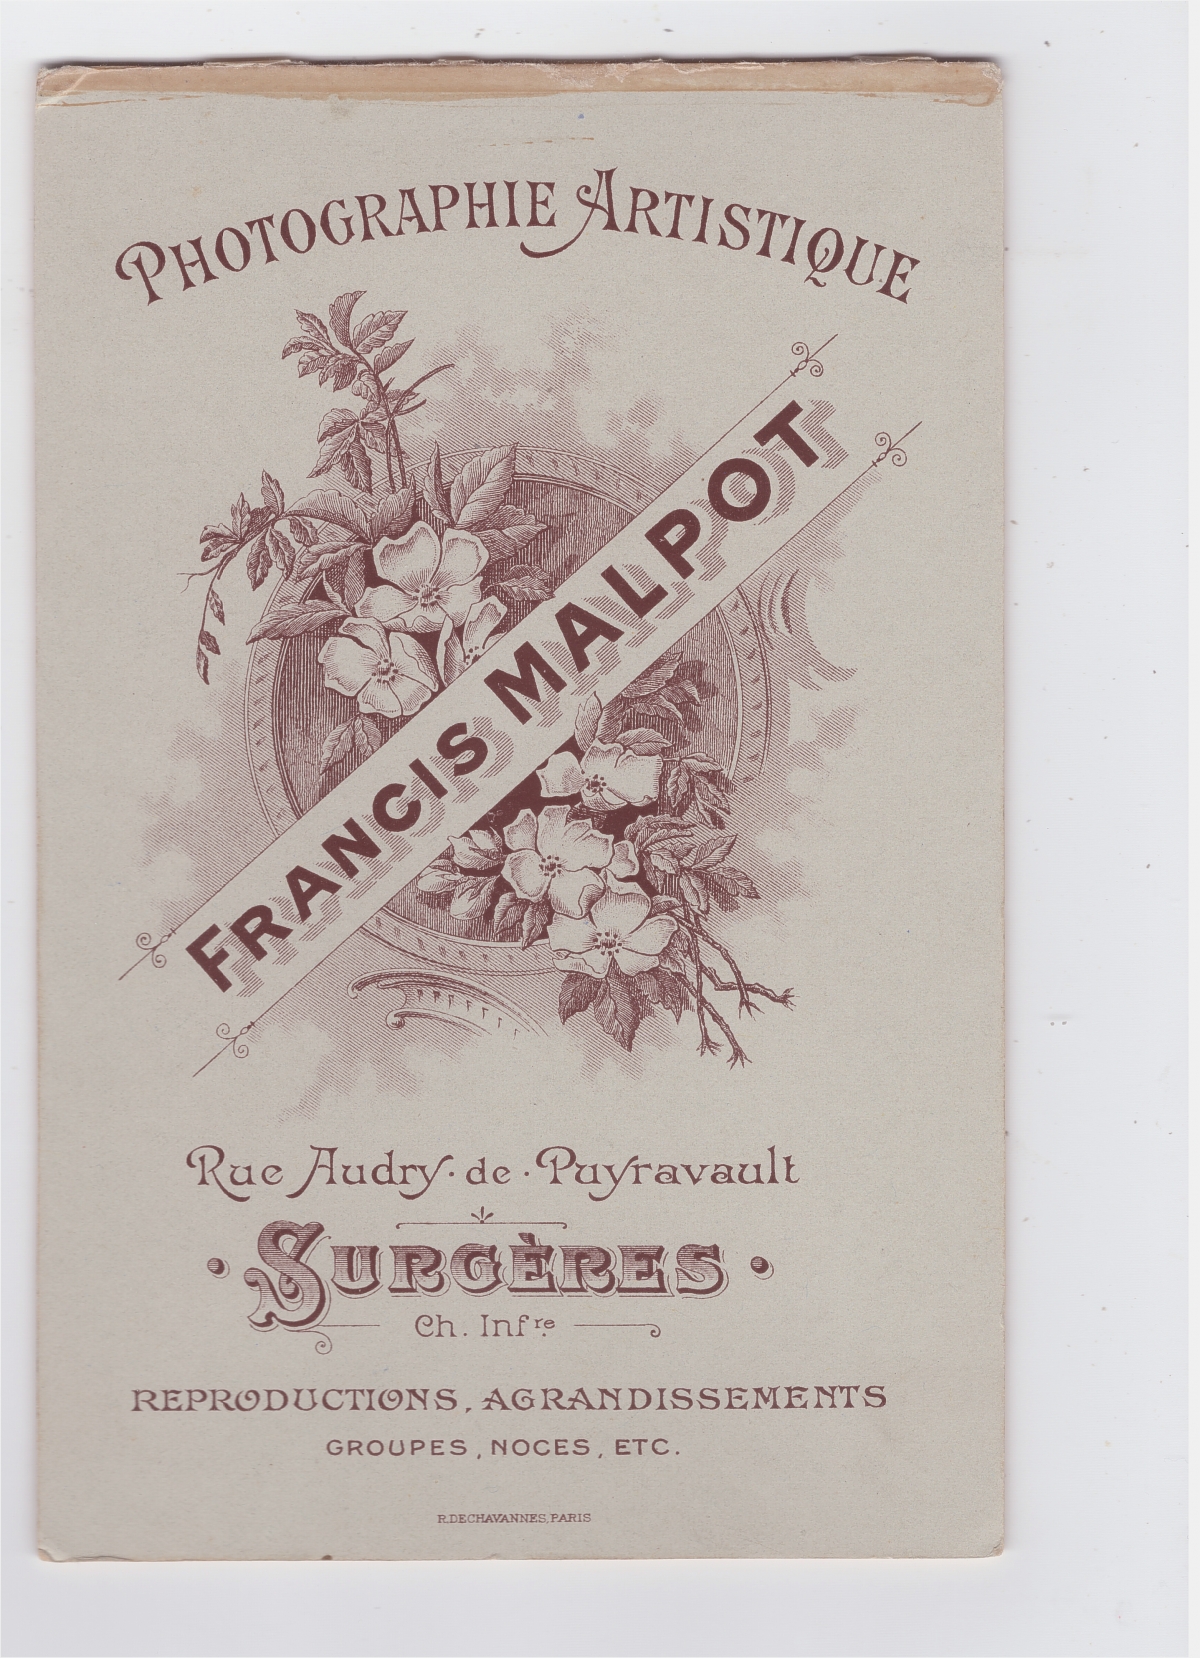 PHOTOGRAPHIE ARTISTIQUE
FRANCIS MALPOT
Rue Audry·de·Puyravault
· SURGÈRES ·
Ch. Infre.
REPRODUCTIONS, AGRANDISSEMENTS
GROUPES, NOCES, ETC.
R.DECHAVANNES, PARIS